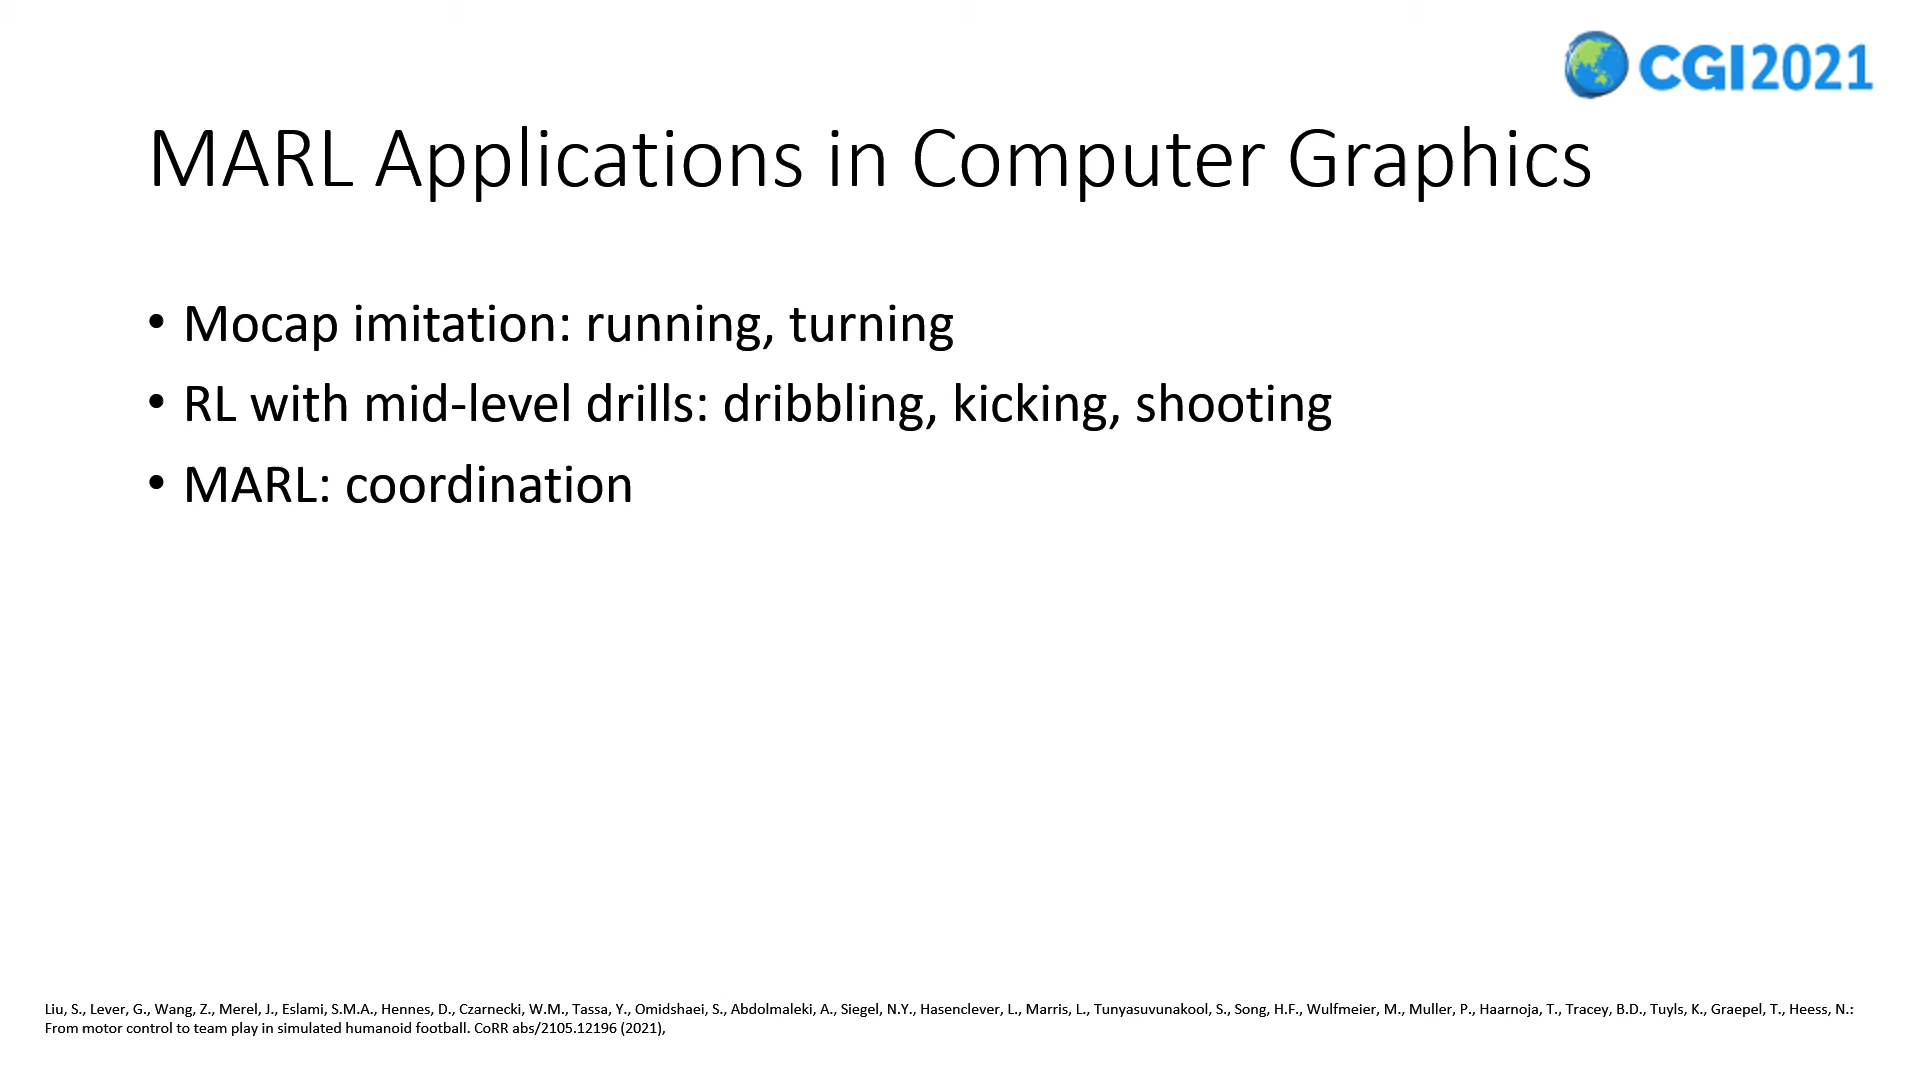 CGI2021
MARL Applications in Computer Graphics
• Mocap imitation: running, turning
• RL with mid-level drills: dribbling, kicking, shooting
• MARL: coordination
Liu, S., Lever, G., Wang, Z., Merel, J., Eslami, S.M.A., Hennes, D., Czarnecki, W.M., Tassa, Y., Omidshaei, S., Abdolmaleki, A., Siegel, N.Y., Hasenclever, L., Marris, L., Tunyasuvunakool, S., Song, H.F., Wulfmeier, M., Muller, P., Haarnoja, T., Tracey, B.D., Tuyls, K., Graepel, T., Heess, N.:
From motor control to team play in simulated humanoid football. CoRR abs/2105.12196 (2021),